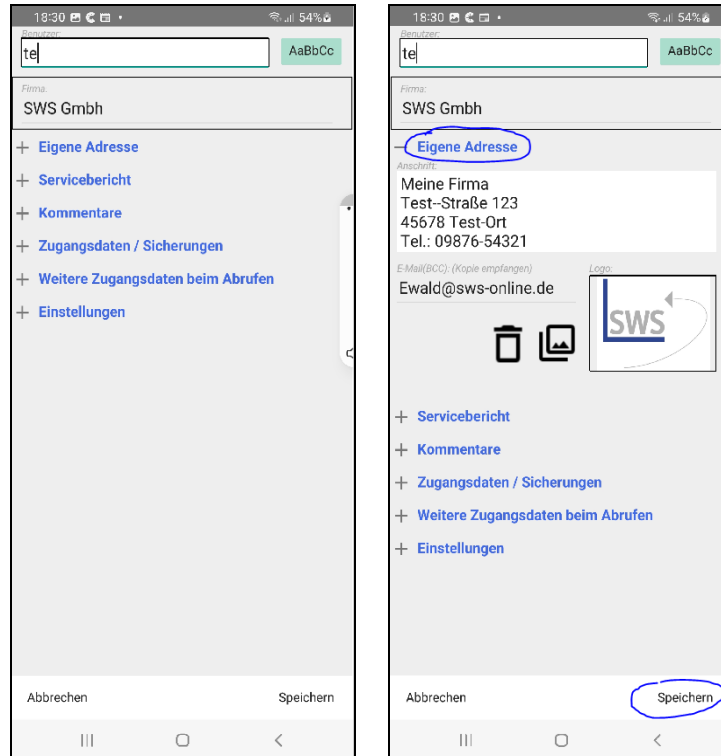 18:30
54%
Benutzer:
te
AaBbCc
Firma:
SWS Gmbh
Eigene Adresse
Servicebericht
Kommentare
Zugangsdaten / Sicherungen
Weitere Zugangsdaten beim Abrufen
Einstellungen
Abbrechen
Speichern
18:30
54%
Benutzer:
te
AaBbCc
Firma:
SWS Gmbh
Eigene Adresse
Anschrift:
Meine Firma
Test--Straße 123
45678 Test-Ort
Tel.: 09876-54321
E-Mail(BCC): (Kopie empfangen)
Logo:
Ewald@sws-online.de
SWS
Servicebericht
Kommentare
Zugangsdaten / Sicherungen
Weitere Zugangsdaten beim Abrufen
Einstellungen
Abbrechen
Speichern